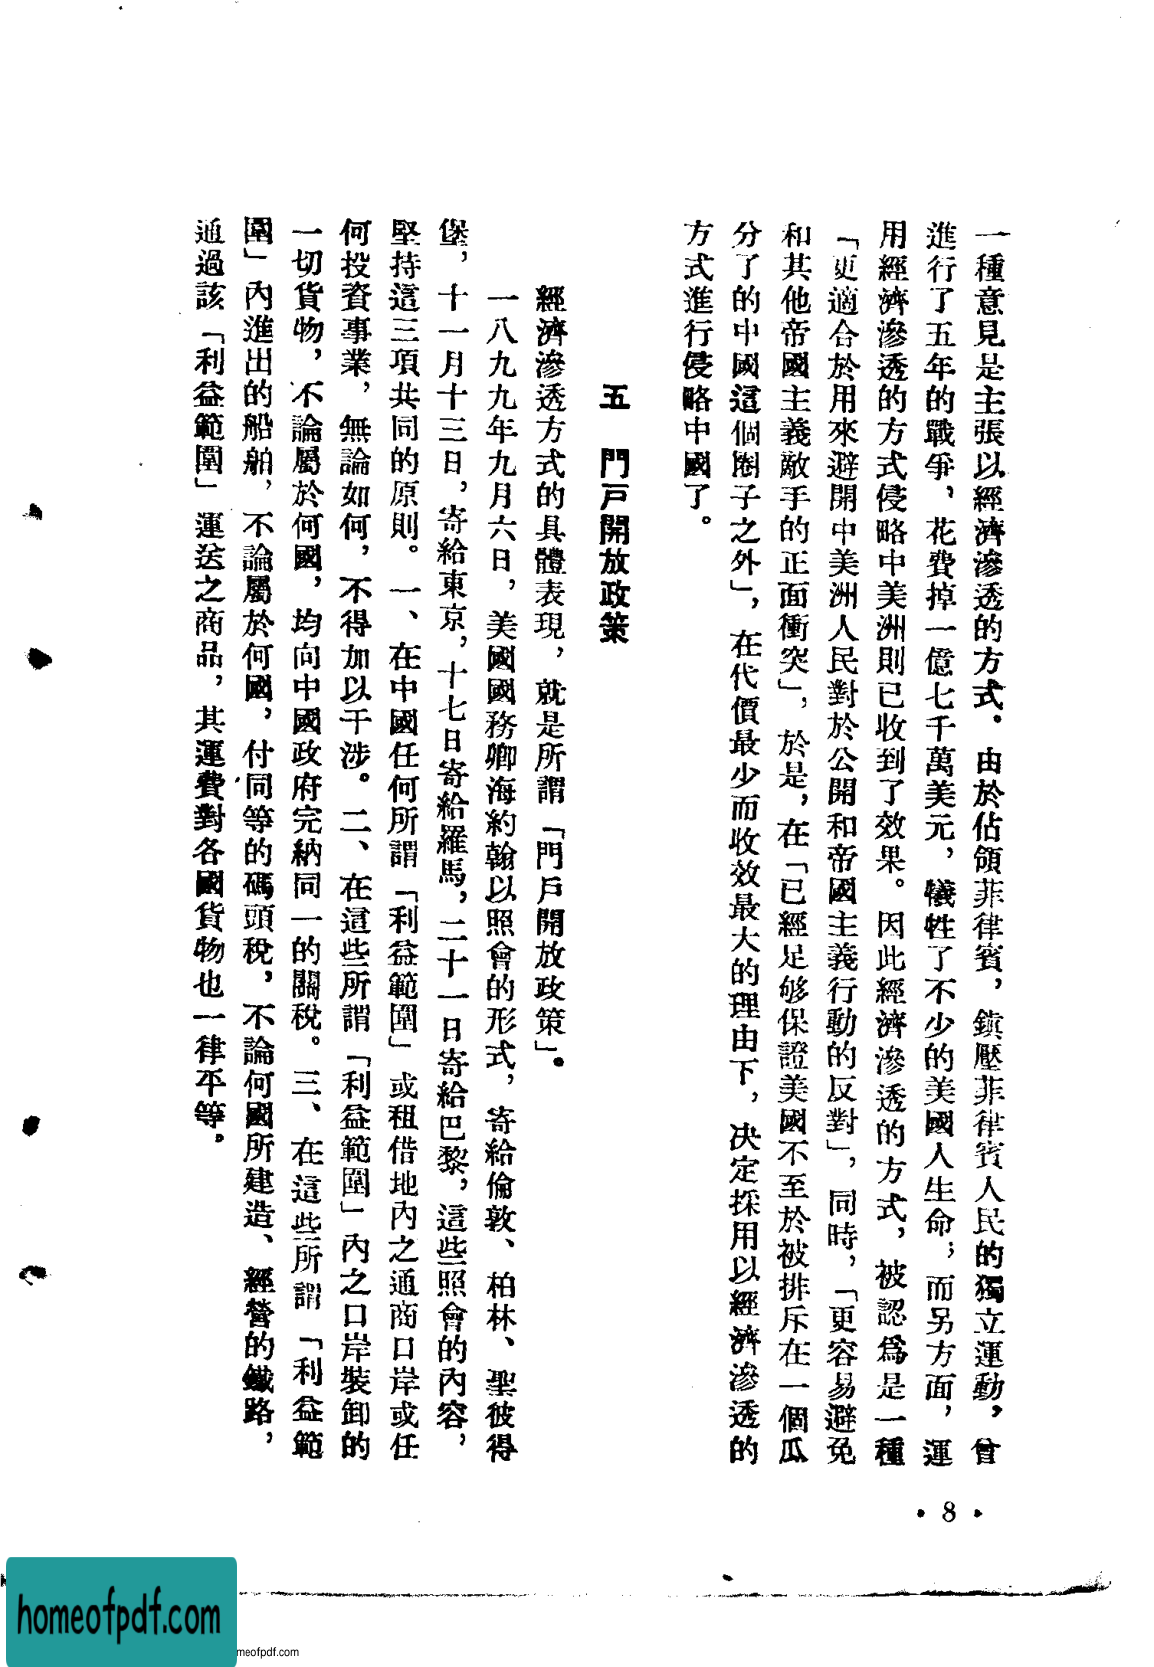 一種意見是主張以經濟滲透的方式．由於佔領菲律賓，鎮壓菲律賓人民的獨立運動，曾
進行了五年的戰爭，花費掉一億七千萬美元，犧牲了不少的美國人生命；而另方面，運
用經濟滲透的方式侵略中美洲則已收到了效果。因此經濟滲透的方式，被認爲是一種
「更適合於用來避開中美洲人民對於公開和帝國主義行動的反對」，同時，「更容易避免
和其他帝國主義敵手的正面衝突」，於是，在「已經足够保證美國不至於被排斥在一個瓜
分了的中國這個圈子之外」，在代價最少而收效最大的理由下，決定採用以經濟滲透的
方式進行侵略中國了。
五　門戶開放政策
經濟滲透方式的具體表現，就是所謂「門戶開放政策」。
一八九九年九月六日，美國國務卿海約翰以照會的形式，寄給倫敦、柏林、聖彼得
堡，十一月十三日，寄給東京，十七日寄給羅馬，二十一日寄給巴黎，這些照會的內容，
堅持這三項共同的原則。一、在中國任何所謂「利益範圍」或租借地內之通商口岸或任
何投資事業，無論如何，不得加以干涉。二、在這些所謂「利益範圍」內之口岸裝卸的
一切貨物，不論屬於何國，均向中國政府完納同一的關稅。三、在這些所謂「利益範
圍」內進出的船舶，不論屬於何國，付同等的碼頭稅，不論何國所建造、經營的鐵路，
通過該「利益範圍」運送之商品，其運費對各國貨物也一律平等。
• 8 •
homeofpdf.com
meofpdf.com